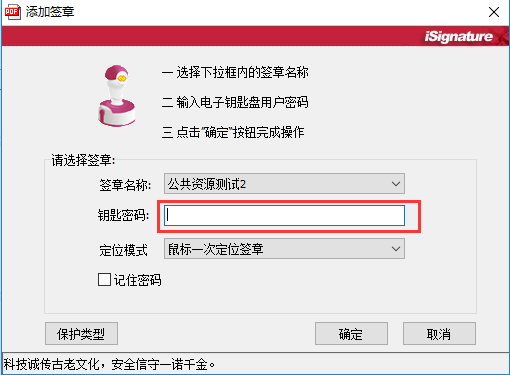 PDF 添加签章
iSignature
一 选择下拉框内的签章名称
二 输入电子钥匙盘用户密码
三 点击"确定"按钮完成操作
请选择签章:
签章名称: 公共资源测试2
钥匙密码:
定位模式 鼠标一次定位签章
记住密码
保护类型 确定 取消
科技诚传古老文化，安全信守一诺千金。